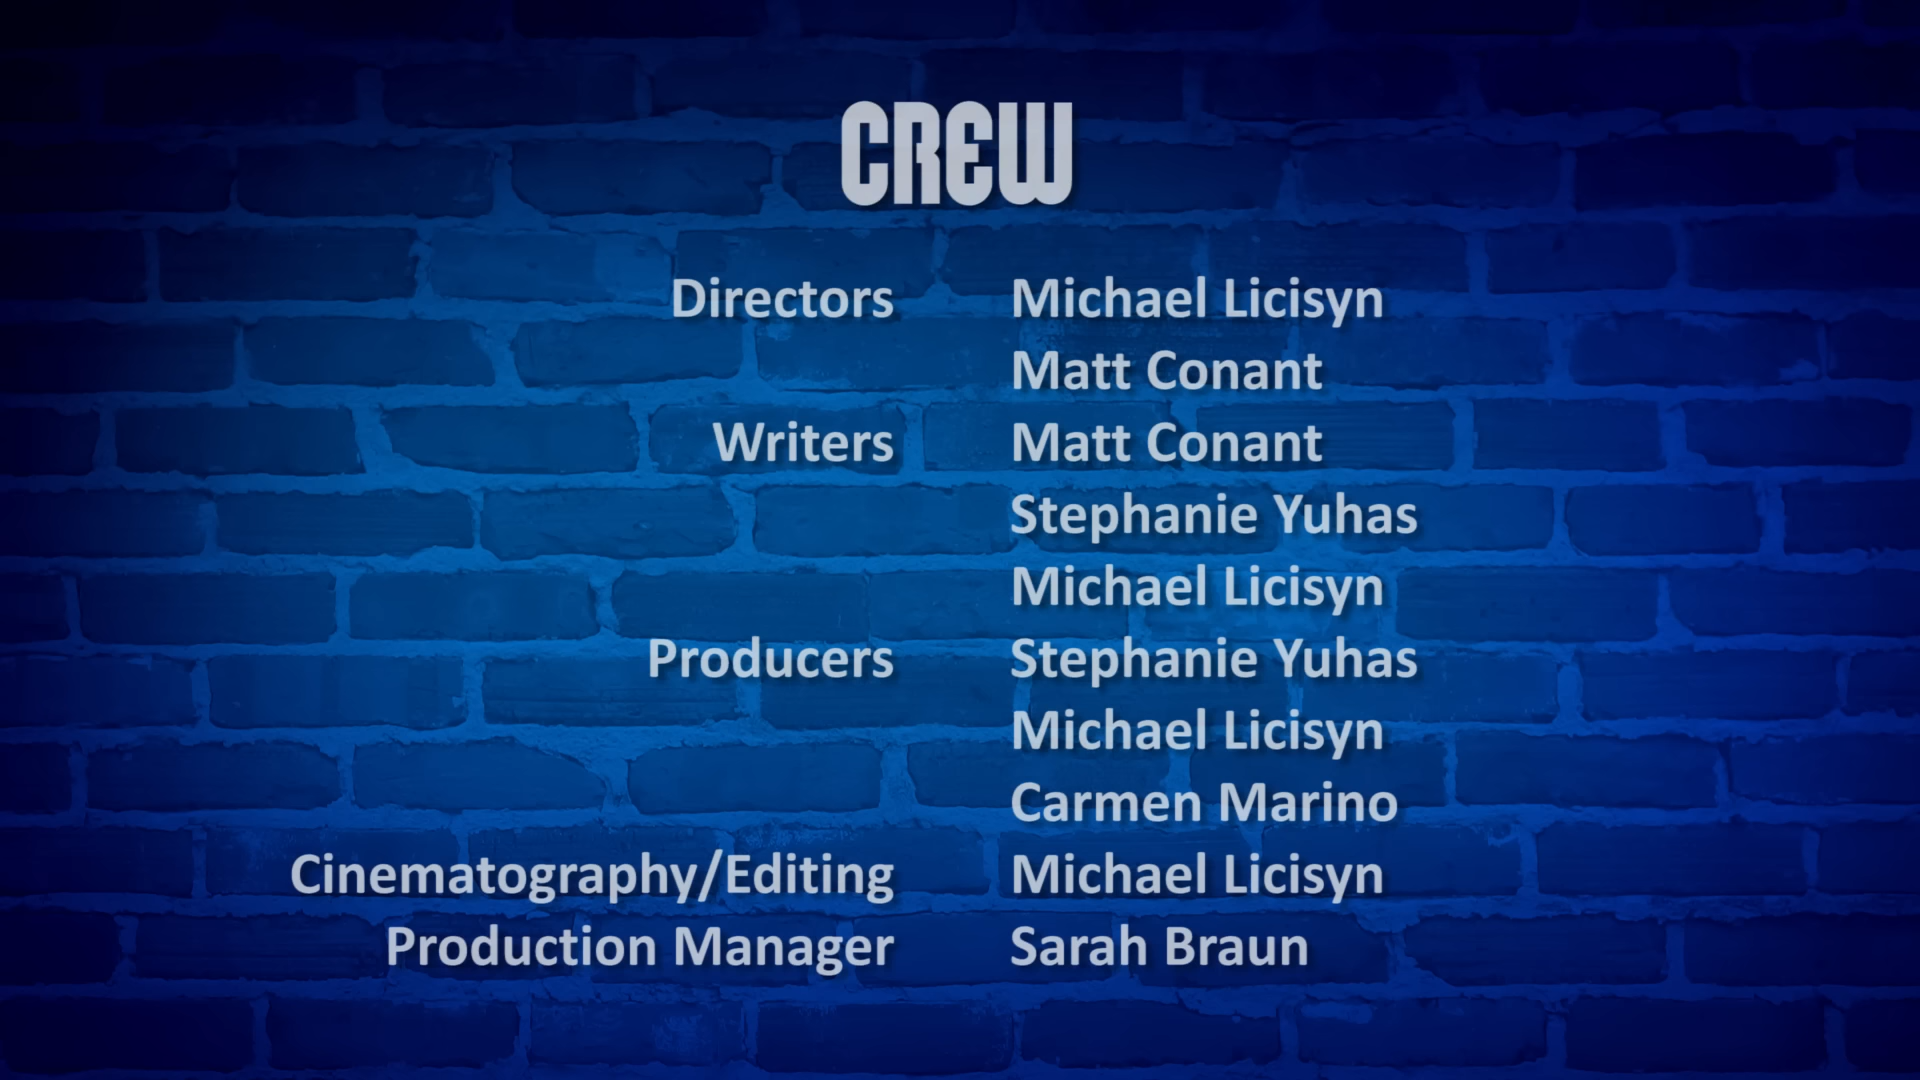 CREW
Directors Michael Licisyn
Matt Conant
Writers Matt Conant
Stephanie Yuhas
Michael Licisyn
Producers Stephanie Yuhas
Michael Licisyn
Carmen Marino
Cinematography/Editing Michael Licisyn
Production Manager Sarah Braun